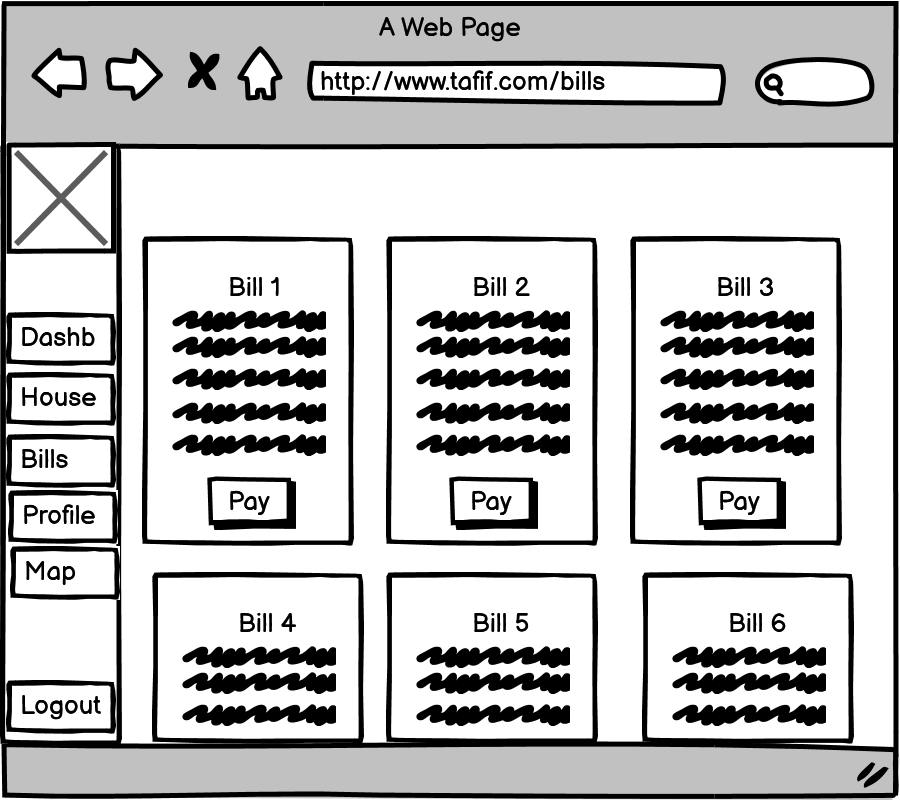 A Web Page
http://www.tafif.com/bills
Dashb
House
Bills
Profile
Map
Logout
Bill 1
Pay
Bill 2
Pay
Bill 3
Pay
Bill 4
Bill 5
Bill 6